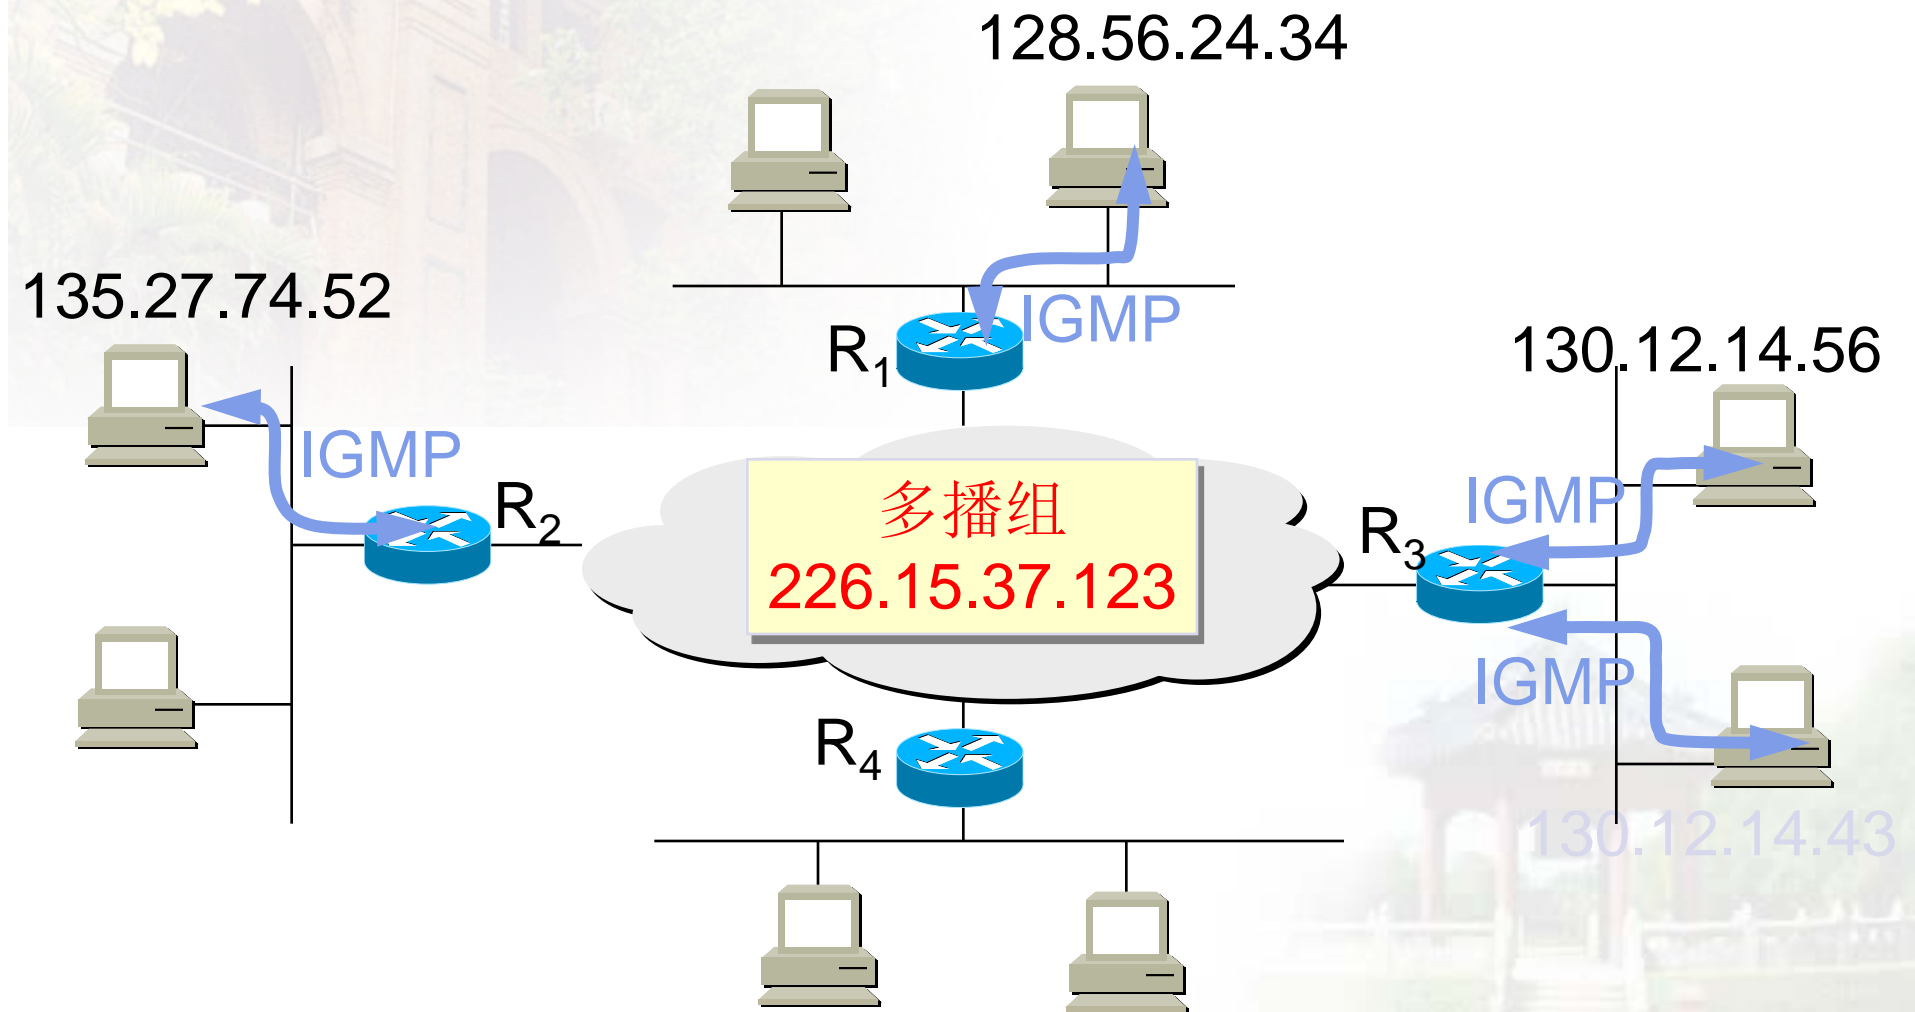 128.56.24.34
135.27.74.52
IGMP
R1
130.12.14.56
IGMP
R2
多播组
226.15.37.123
IGMP
R3
IGMP
R4
130.12.14.43